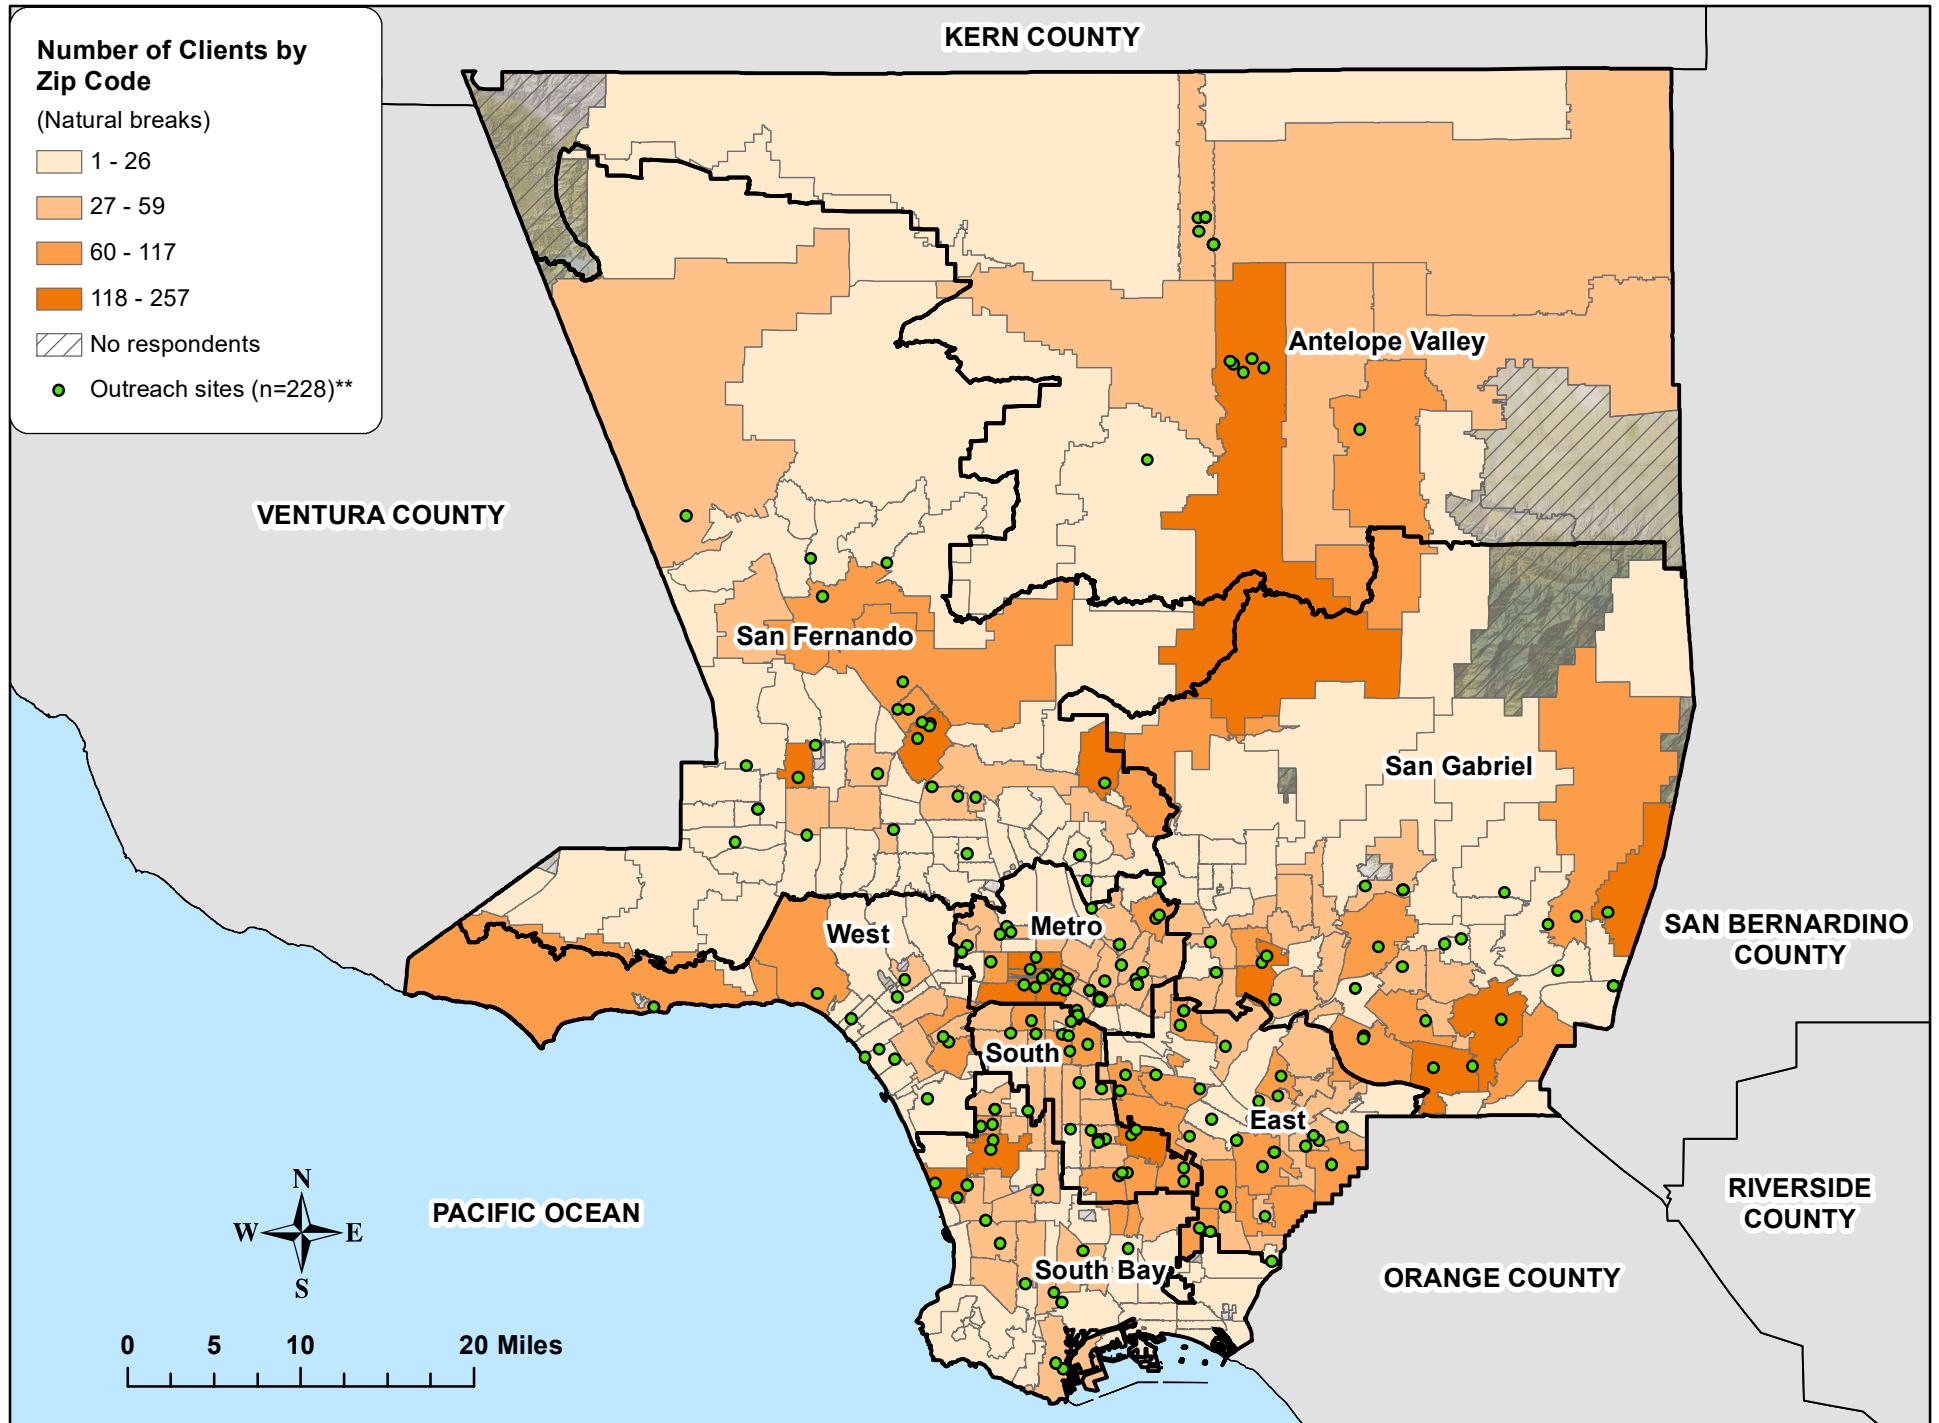 Number of Clients by
Zip Code
(Natural breaks)
1 - 26
27 - 59
60 - 117
118 - 257
No respondents
Outreach sites (n=228)**
KERN COUNTY
Antelope Valley
VENTURA COUNTY
San Fernando
San Gabriel
West
Metro
SAN BERNARDINO
COUNTY
South
East
N
W
E
S
PACIFIC OCEAN
RIVERSIDE
COUNTY
South Bay
ORANGE COUNTY
0 5 10 20 Miles